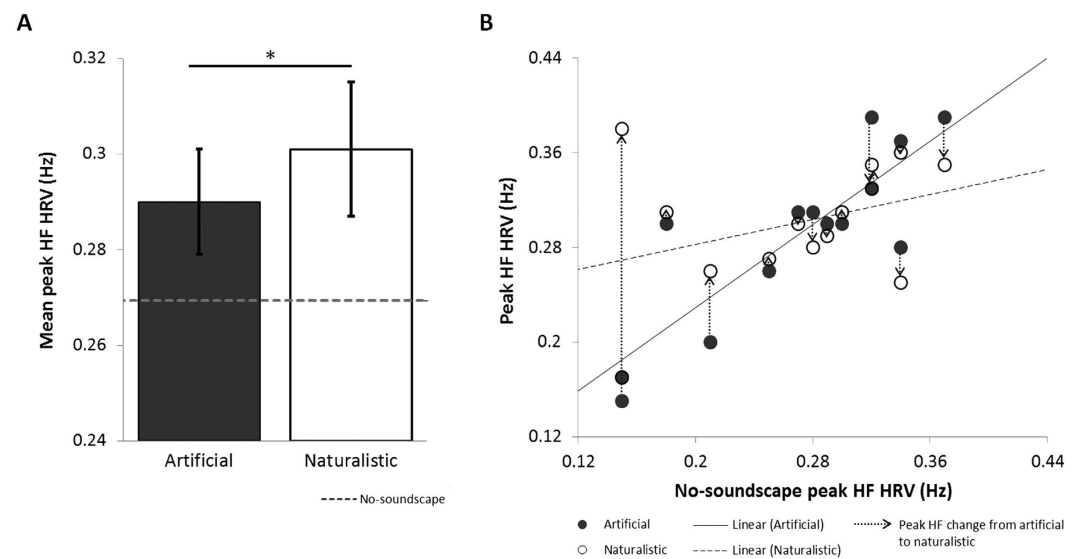 A
B
Mean peak HF HRV (Hz)
0.32
0.3
0.28
0.26
0.24
*
Artificial
Naturalistic
No-soundscape
Peak HF HRV (Hz)
0.44
0.36
0.28
0.2
0.12
0.12
0.2
0.28
0.36
0.44
No-soundscape peak HF HRV (Hz)
Artificial
Linear (Artificial)
Peak HF change from artificial
to naturalistic
Naturalistic
Linear (Naturalistic)